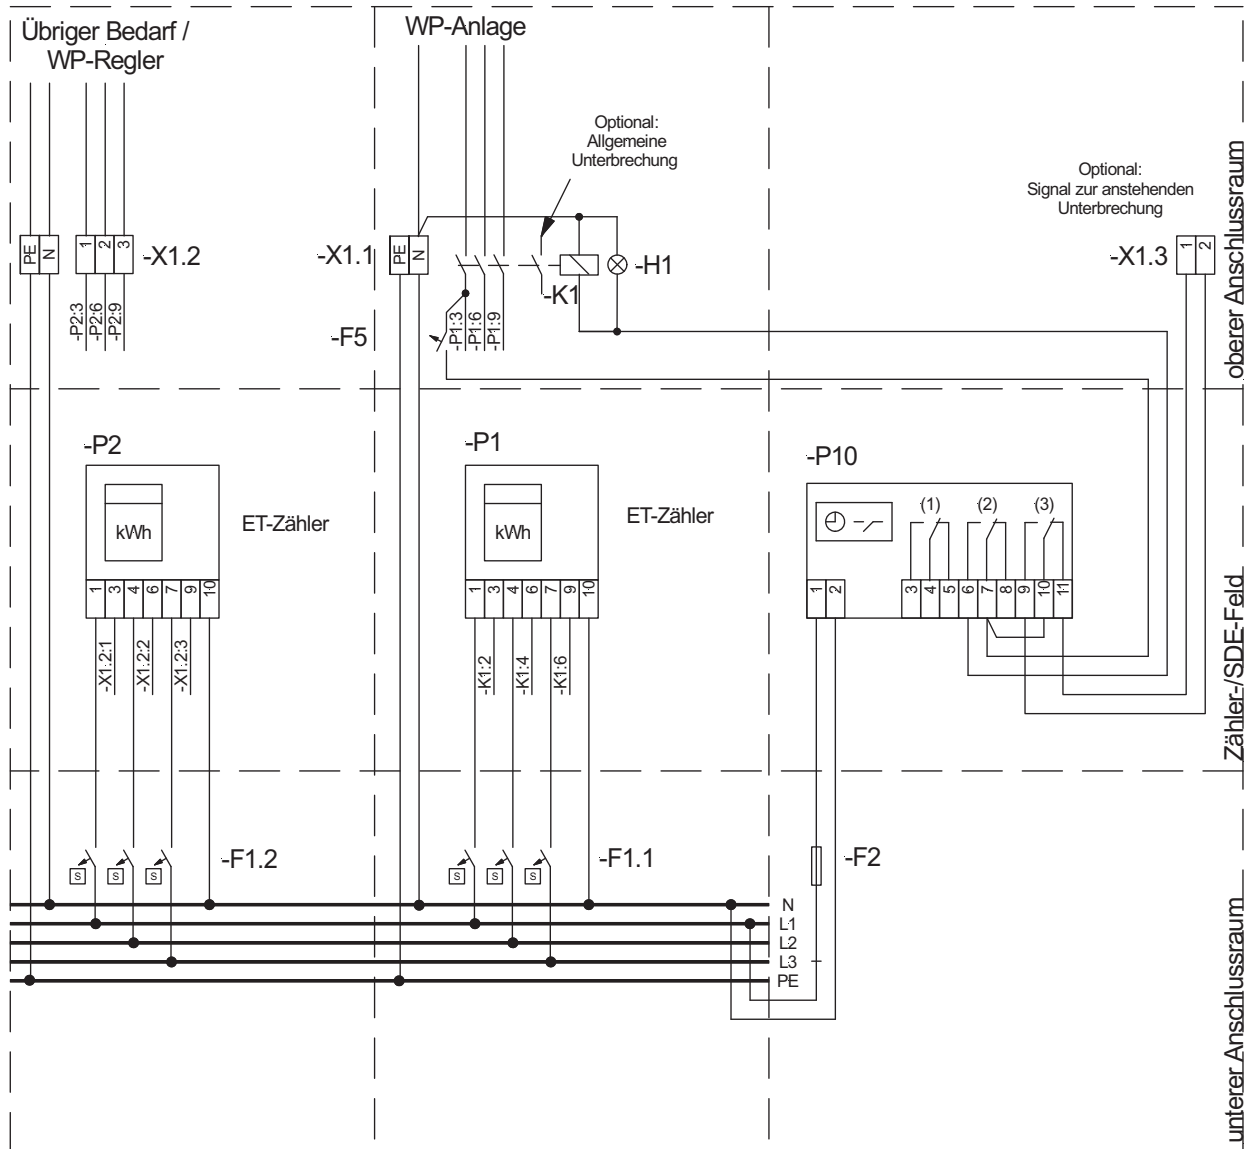 Übriger Bedarf /
WP-Regler
WP-Anlage
Optional:
Allgemeine
Unterbrechung
Optional:
Signal zur anstehenden
Unterbrechung
oberer Anschlussraum
PE
N
1
2
3
-X1.2
-X1.1
PE
N
-K1
-H1
-X1.3
1
2
-P2:3
-P2:6
-P2:9
-F5
-P1:3
-P1:6
-P1:9
-P2
kWh
ET-Zähler
1
3
4
6
7
9
10
-X1.2:1
-X1.2:2
-X1.2:3
-P1
kWh
ET-Zähler
1
3
4
6
7
9
10
-K1:2
-K1:4
-K1:6
-P10
(1)
(2)
(3)
1
2
3
4
5
6
7
8
9
10
11
Zähler-/SDE-Feld
S
S
S
-F1.2
S
S
S
-F1.1
-F2
N
L1
L2
L3
PE
unterer Anschlussraum